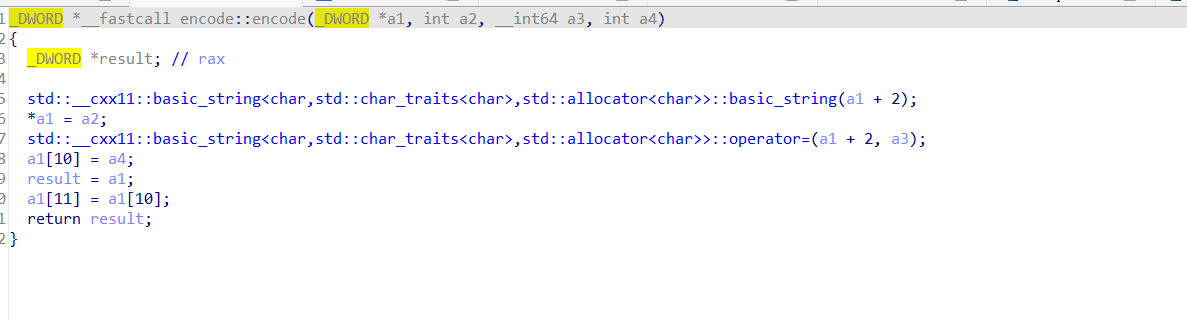 1 _DWORD *__fastcall encode::encode(_DWORD *a1, int a2, __int64 a3, int a4)
2 {
3 _DWORD *result; // rax
4
5 std::__cxx11::basic_string<char,std::char_traits<char>,std::allocator<char>>::basic_string(a1 + 2);
6 *a1 = a2;
7 std::__cxx11::basic_string<char,std::char_traits<char>,std::allocator<char>>::operator=(a1 + 2, a3);
8 a1[10] = a4;
9 result = a1;
0 a1[11] = a1[10];
1 return result;
2 }